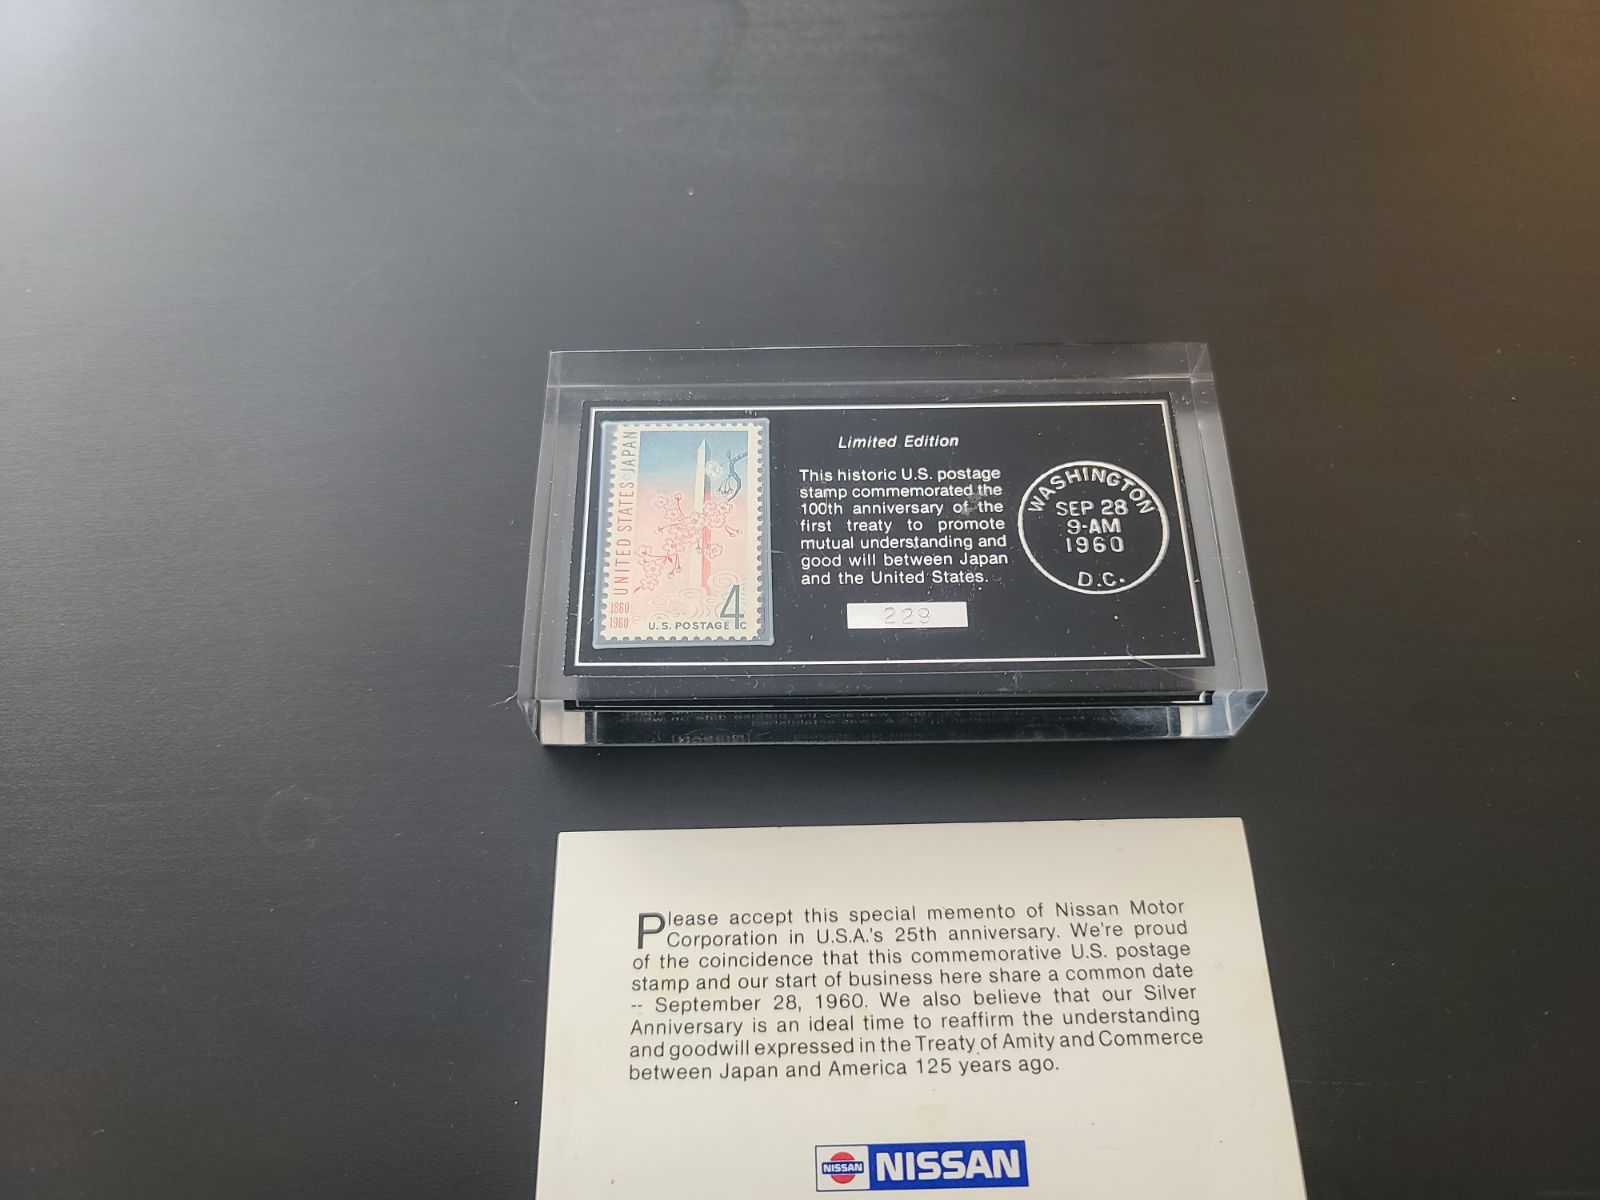 UNITED STATES JAPAN
1860
1960
U.S. POSTAGE 4c
Limited Edition
This historic U.S. postage
stamp commemorated the
100th anniversary of the
first treaty to promote
mutual understanding and
good will between Japan
and the United States.
229
WASHINGTON
SEP 28
9-AM
1960
D.C.
Please accept this special memento of Nissan Motor
Corporation in U.S.A.'s 25th anniversary. We're proud
of the coincidence that this commemorative U.S. postage
stamp and our start of business here share a common date
-- September 28, 1960. We also believe that our Silver
Anniversary is an ideal time to reaffirm the understanding
and goodwill expressed in the Treaty of Amity and Commerce
between Japan and America 125 years ago.
NISSAN NISSAN